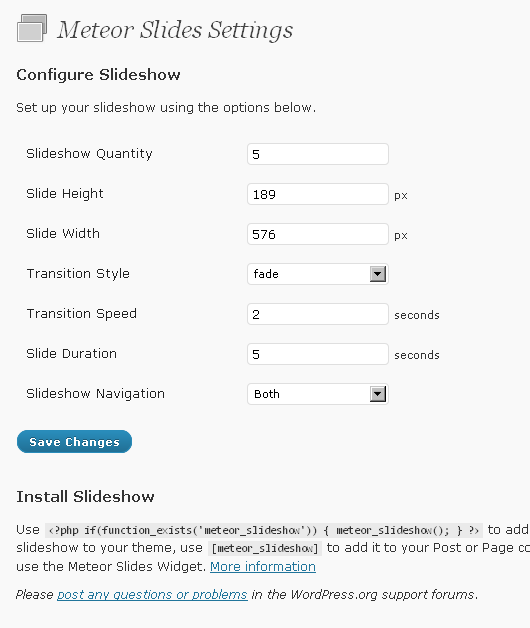 Meteor Slides Settings
Configure Slideshow
Set up your slideshow using the options below.
Slideshow Quantity 5
Slide Height 189 px
Slide Width 576 px
Transition Style fade
Transition Speed 2 seconds
Slide Duration 5 seconds
Slideshow Navigation Both
Save Changes
Install Slideshow
Use <?php if(function_exists('meteor_slideshow')) { meteor_slideshow(); } ?> to add
slideshow to your theme, use [meteor_slideshow] to add it to your Post or Page co
use the Meteor Slides Widget. More information
Please post any questions or problems in the WordPress.org support forums.